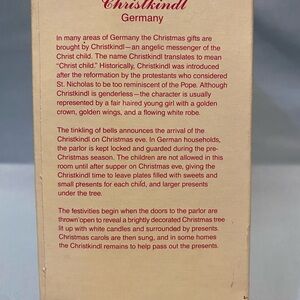 Christkindl
Germany
In many areas of Germany the Christmas gifts are
brought by Christkindl—an angelic messenger of the
Christ child. The name Christkindl translates to mean
"Christ child." Historically, Christkindl was introduced
after the reformation by the protestants who considered
St. Nicholas to be too reminiscent of the Pope. Although
Christkindl is genderless—the character is usually
represented by a fair haired young girl with a golden
crown, golden wings, and a flowing white robe.
The tinkling of bells announces the arrival of the
Christkindl on Christmas eve. In German households,
the parlor is kept locked and guarded during the pre-
Christmas season. The children are not allowed in this
room until after supper on Christmas eve, giving the
Christkindl time to leave plates filled with sweets and
small presents for each child, and larger presents
under the tree.
The festivities begin when the doors to the parlor are
thrown open to reveal a brightly decorated Christmas tree
lit up with white candles and surrounded by presents.
Christmas carols are then sung, and in some homes
the Christkindl remains to help pass out the presents.